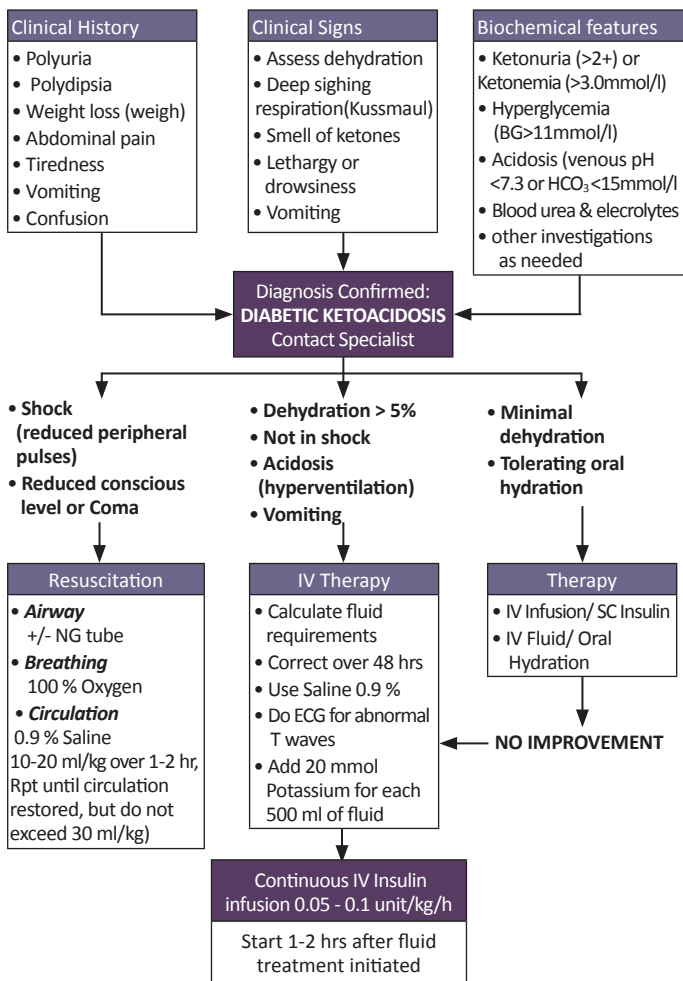 Clinical History
• Polyuria
• Polydipsia
• Weight loss (weigh)
• Abdominal pain
• Tiredness
• Vomiting
• Confusion
Clinical Signs
• Assess dehydration
• Deep sighing
respiration(Kussmaul)
• Smell of ketones
• Lethargy or
drowsiness
• Vomiting
Biochemical features
• Ketonuria (>2+) or
Ketonemia (>3.0mmol/l)
• Hyperglycemia
(BG>11mmol/l)
• Acidosis (venous pH
<7.3 or HCO₃<15mmol/l
• Blood urea & elecrolytes
• other investigations
as needed
Diagnosis Confirmed:
DIABETIC KETOACIDOSIS
Contact Specialist
• Shock
(reduced peripheral
pulses)
• Reduced conscious
level or Coma
• Dehydration > 5%
• Not in shock
• Acidosis
(hyperventilation)
• Vomiting
• Minimal
dehydration
• Tolerating oral
hydration
Resuscitation
• Airway
+/- NG tube
• Breathing
100 % Oxygen
• Circulation
0.9 % Saline
10-20 ml/kg over 1-2 hr,
Rpt until circulation
restored, but do not
exceed 30 ml/kg)
IV Therapy
• Calculate fluid
requirements
• Correct over 48 hrs
• Use Saline 0.9 %
• Do ECG for abnormal
T waves
• Add 20 mmol
Potassium for each
500 ml of fluid
Therapy
• IV Infusion/ SC Insulin
• IV Fluid/ Oral
Hydration
NO IMPROVEMENT
Continuous IV Insulin
infusion 0.05 - 0.1 unit/kg/h
Start 1-2 hrs after fluid
treatment initiated